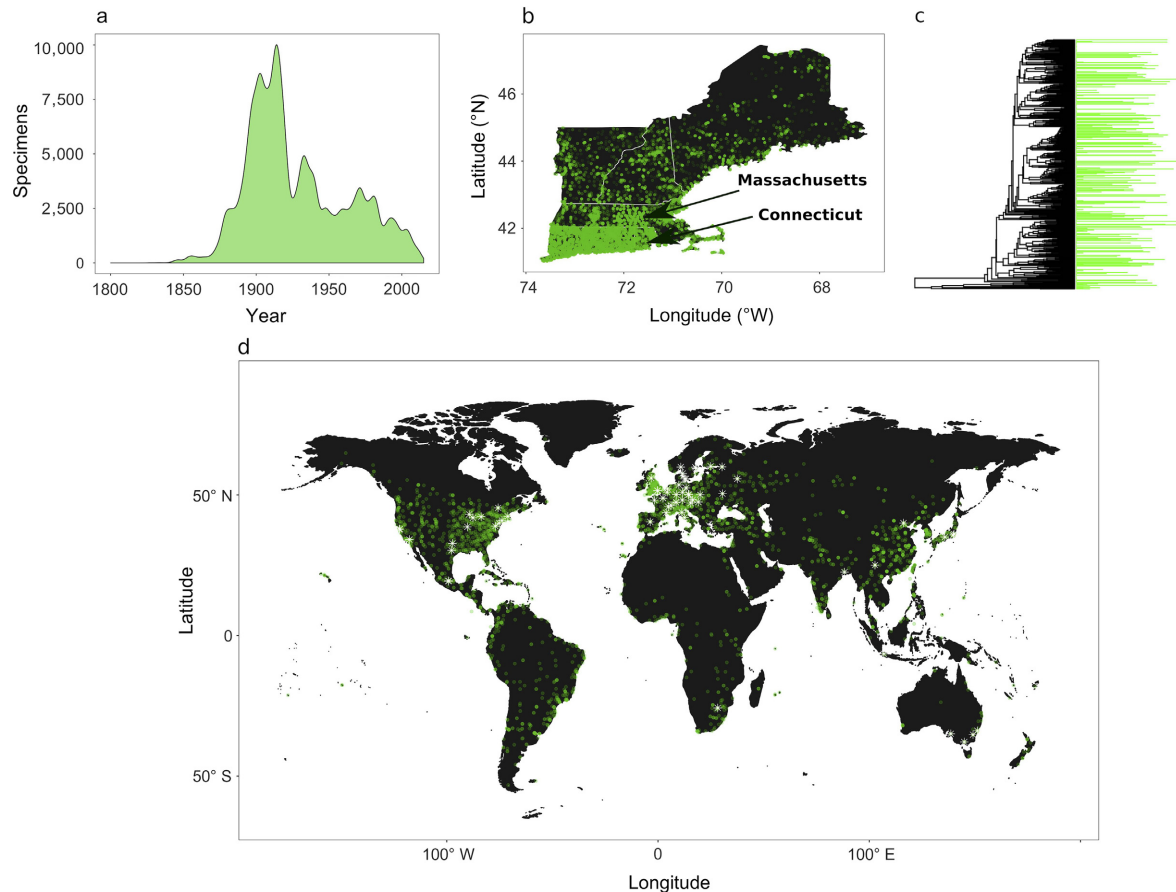 a
10,000
7,500
5,000
2,500
0
Specimens
1800
1850
1900
1950
2000
Year
b
46
44
42
41
Latitude (°N)
Massachusetts
Connecticut
74
72
70
68
Longitude (°W)
c
d
50° N
0
50° S
Latitude
100° W
0
100° E
Longitude